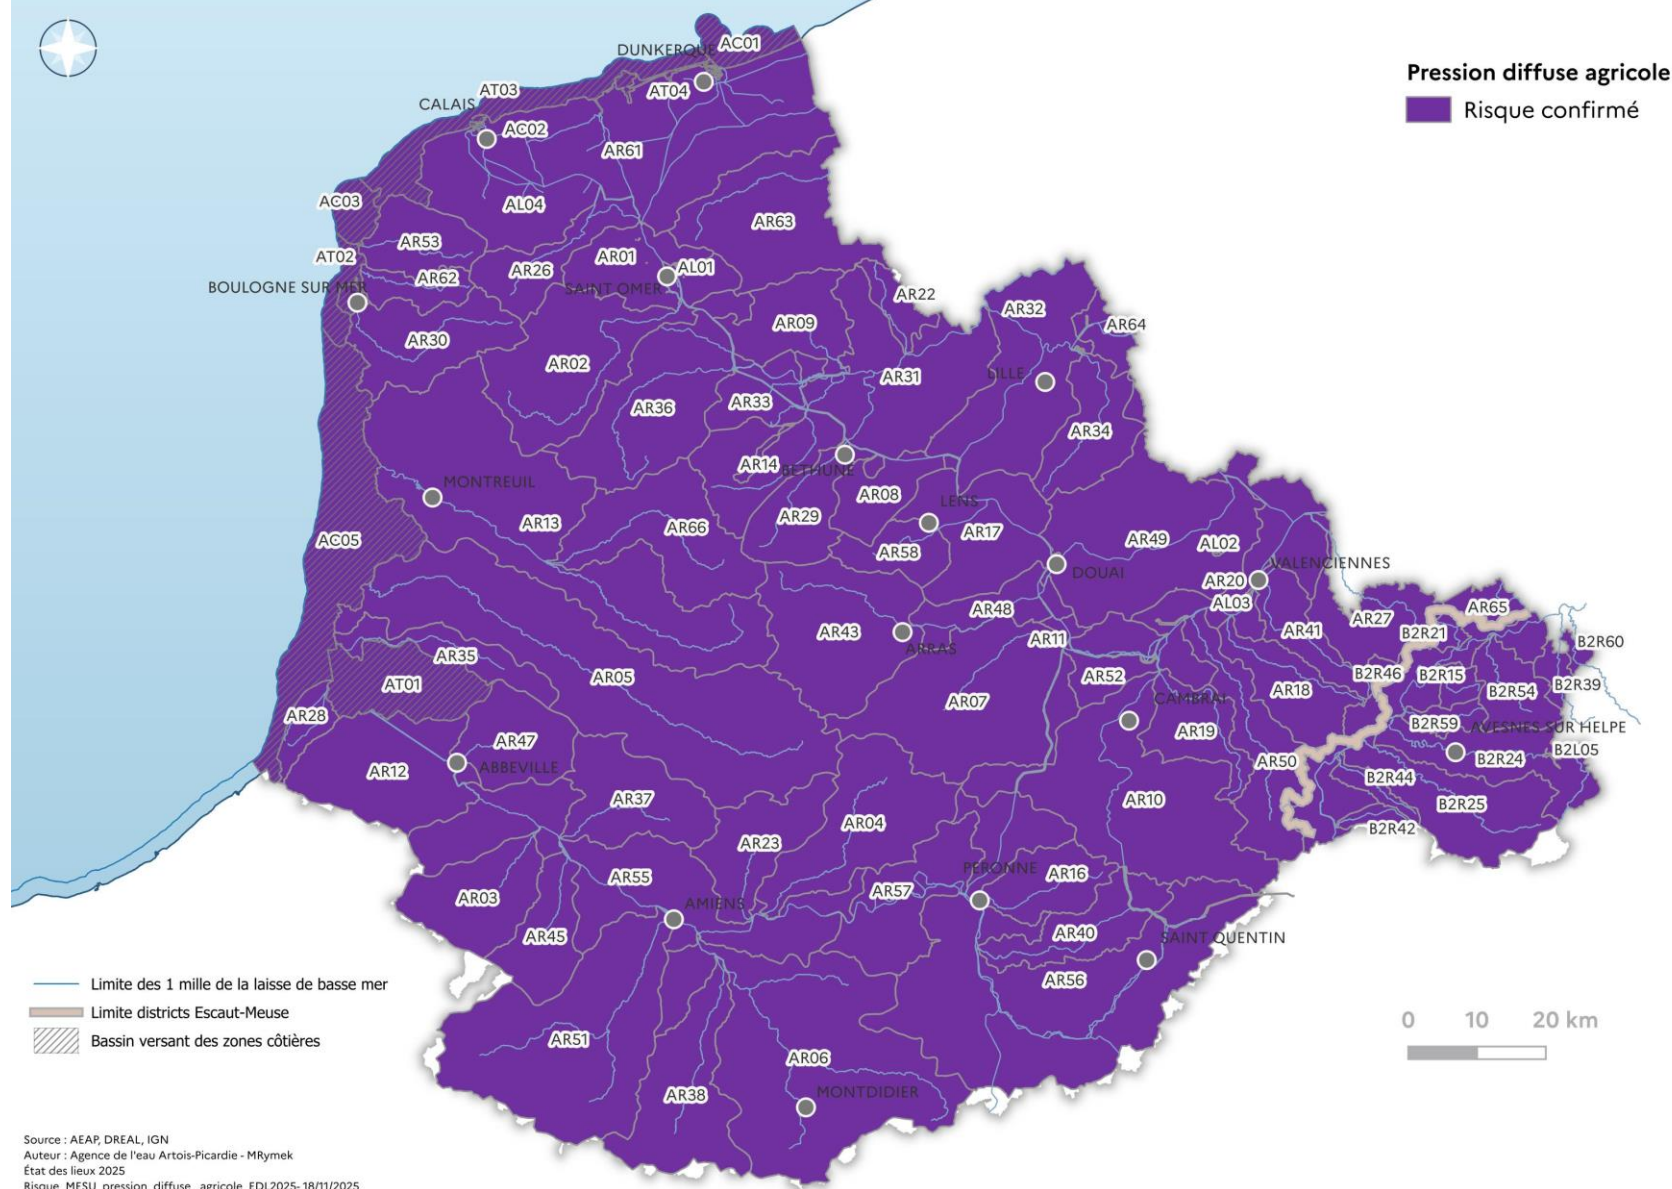 DUNKERQUE
AC01
Pression diffuse agricole
Risque confirmé
AT03
AT04
CALAIS
AC02
AR61
AC03
AL04
AR63
AR53
AT02
AR62
AR26
AR01
AL01
BOULOGNE SUR MER
SAINT OMER
AR22
AR32
AR64
AR09
AR30
AR02
LILLE
AR31
AR36
AR33
AR34
AR14
BETHUNE
MONTREUIL
AR08
LENS
AR13
AR66
AR29
AR17
AC05
AR58
AR49
AL02
DOUAI
VALENCIENNES
AR20
AL03
AR48
AR65
AR27
AR43
AR11
AR41
B2R21
B2R60
ARRAS
AR35
AT01
AR05
AR52
B2R46
B2R15
B2R39
AR18
B2R54
AR28
AR07
CAMBRAI
AR19
B2R59
AVESNES SUR HELPE
AR47
AR12
ABBEVILLE
AR50
B2R24
B2L05
B2R44
AR37
AR10
B2R25
AR04
B2R42
AR23
PERONNE
AR55
AR57
AR16
AR03
AMIENS
AR45
AR40
SAINT QUENTIN
AR56
Limite des 1 mille de la laisse de basse mer
Limite districts Escaut-Meuse
Bassin versant des zones côtières
0 10 20 km
AR51
AR06
AR38
MONTDIDIER
Source : AEAP, DREAL, IGN
Auteur : Agence de l'eau Artois-Picardie - MRymek
État des lieux 2025
Risque_MESU_pression_diffuse_agricole_EDL2025- 18/11/2025